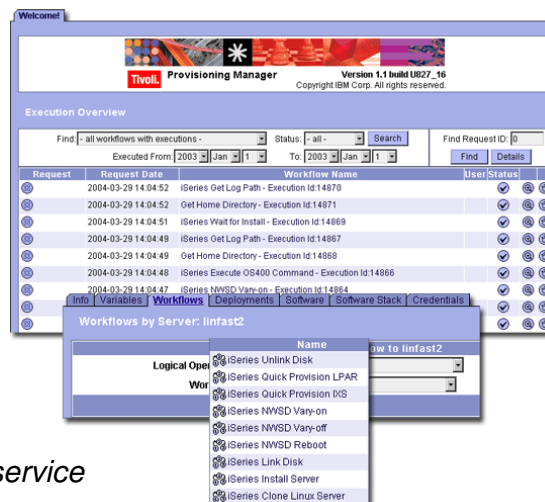 Welcome!
Tivoli. Provisioning Manager
Version 1.1 build U827_16
Copyright IBM Corp. All rights reserved.
Execution Overview
Find: - all workflows with executions - Status: - all - Search Find Request ID: 0
Executed From: 2003 Jan 1 To: 2003 Jan 1 Find Details
Request Request Date Workflow Name User Status
2004-03-29 14:04:52 iSeries Get Log Path - Execution Id:14870
2004-03-29 14:04:52 Get Home Directory - Execution Id:14871
2004-03-29 14:04:51 iSeries Wait for Install - Execution Id:14869
2004-03-29 14:04:49 iSeries Get Log Path - Execution Id:14867
2004-03-29 14:04:49 Get Home Directory - Execution Id:14868
2004-03-29 14:04:48 iSeries Execute OS400 Command - Execution Id:14866
2004-03-29 14:04:47 iSeries NWSD Vary-on - Execution Id:14864
Info Variables Workflows Deployments Software Software Stack Credentials
Workflows by Server: linfast2
Name
ow to linfast2
Logical Oper
Wor
iSeries Unlink Disk
iSeries Quick Provision LPAR
iSeries Quick Provision IXS
iSeries NWSD Vary-on
iSeries NWSD Vary-off
iSeries NWSD Reboot
iSeries Link Disk
iSeries Install Server
iSeries Clone Linux Server
service